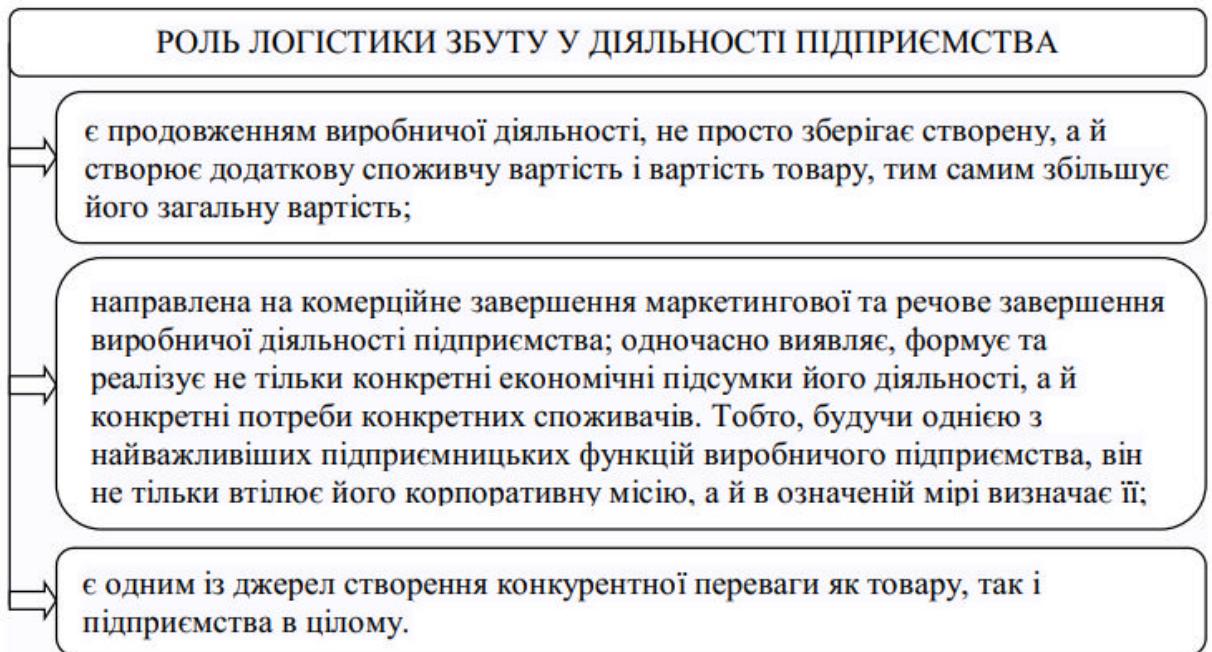 РОЛЬ ЛОГІСТИКИ ЗБУТУ У ДІЯЛЬНОСТІ ПІДПРИЄМСТВА
є продовженням виробничої діяльності, не просто зберігає створену, а й
створює додаткову споживчу вартість і вартість товару, тим самим збільшує
його загальну вартість;
направлена на комерційне завершення маркетингової та речове завершення
виробничої діяльності підприємства; одночасно виявляє, формує та
реалізує не тільки конкретні економічні підсумки його діяльності, а й
конкретні потреби конкретних споживачів. Тобто, будучи однією з
найважливіших підприємницьких функцій виробничого підприємства, він
не тільки втілює його корпоративну місію, а й в означеній мірі визначає її;
є одним із джерел створення конкурентної переваги як товару, так і
підприємства в цілому.